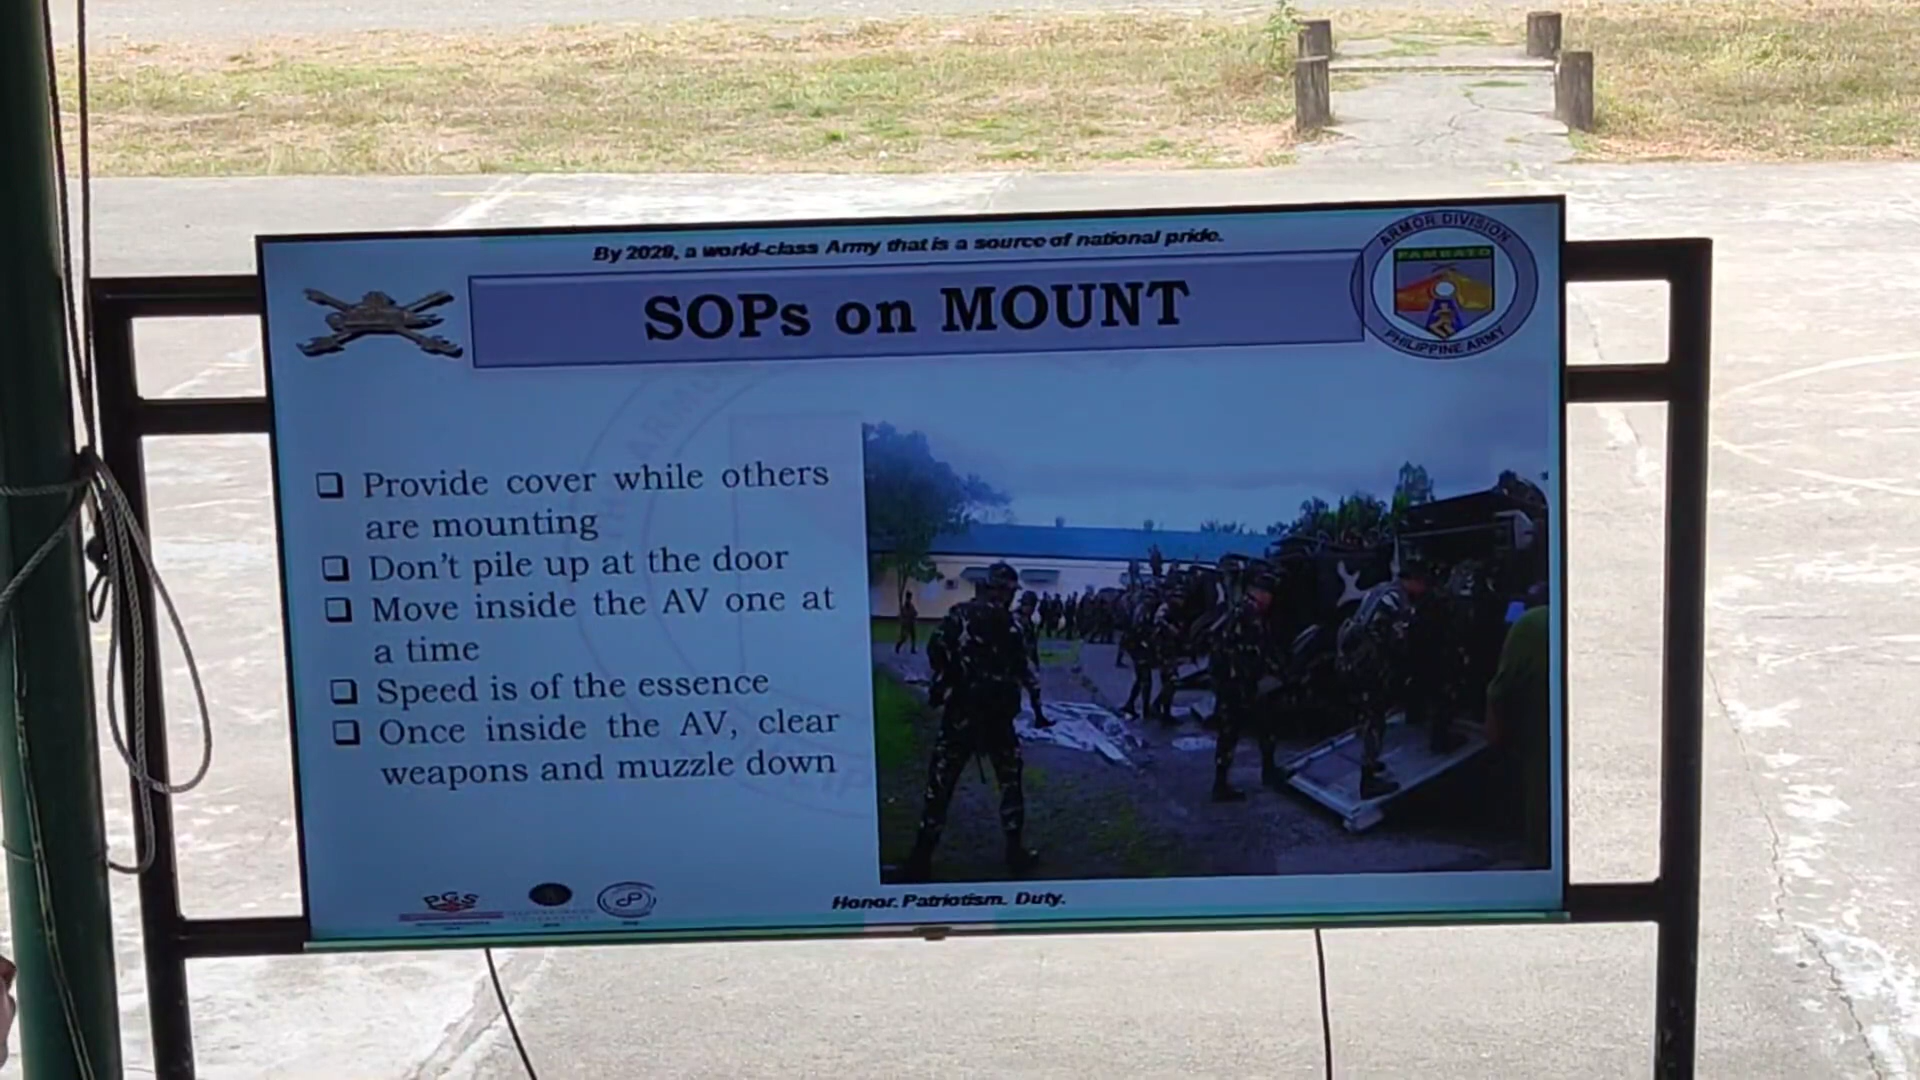 By 2028, a world-class Army that is a source of national pride.
SOPs on MOUNT
ARMOR DIVISION
PAMBATO
PHILIPPINE ARMY
❑ Provide cover while others
are mounting
❑ Don't pile up at the door
❑ Move inside the AV one at
a time
❑ Speed is of the essence
❑ Once inside the AV, clear
weapons and muzzle down
PGS
Honor. Patriotism. Duty.